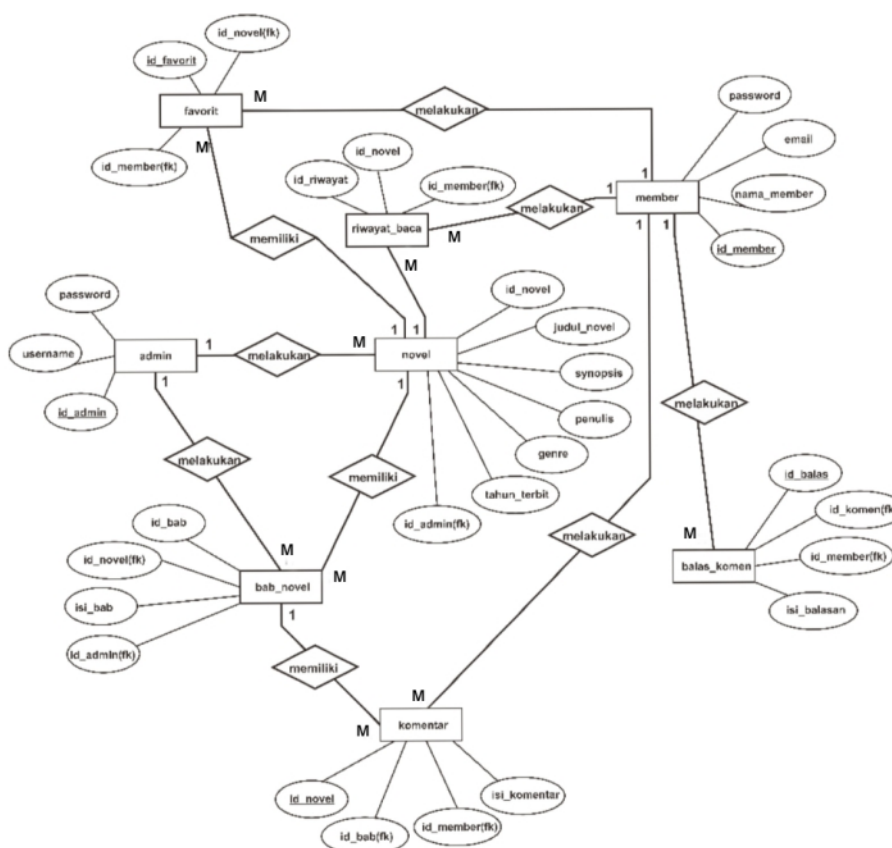 id_novel(fk)
id_favorit
favorit
M
M
id_member(fk)
melakukan
password
email
nama_member
id_member
member
1
1
1
1
id_novel
id_riwayat
id_member(fk)
riwayat_baca
M
M
melakukan
memiliki
password
username
id_admin
admin
1
1
melakukan
M
novel
1
1
1
id_novel
judul_novel
synopsis
penulis
genre
tahun_terbit
id_admin(fk)
melakukan
memiliki
melakukan
melakukan
id_bab
id_novel(fk)
isi_bab
id_admin(fk)
M
M
bab_novel
1
id_balas
id_komen(fk
id_member(fk)
isi_balasan
M
balas_komen
memiliki
M
M
komentar
id_novel
id_bab(fk)
id_member(fk)
isi_komentar